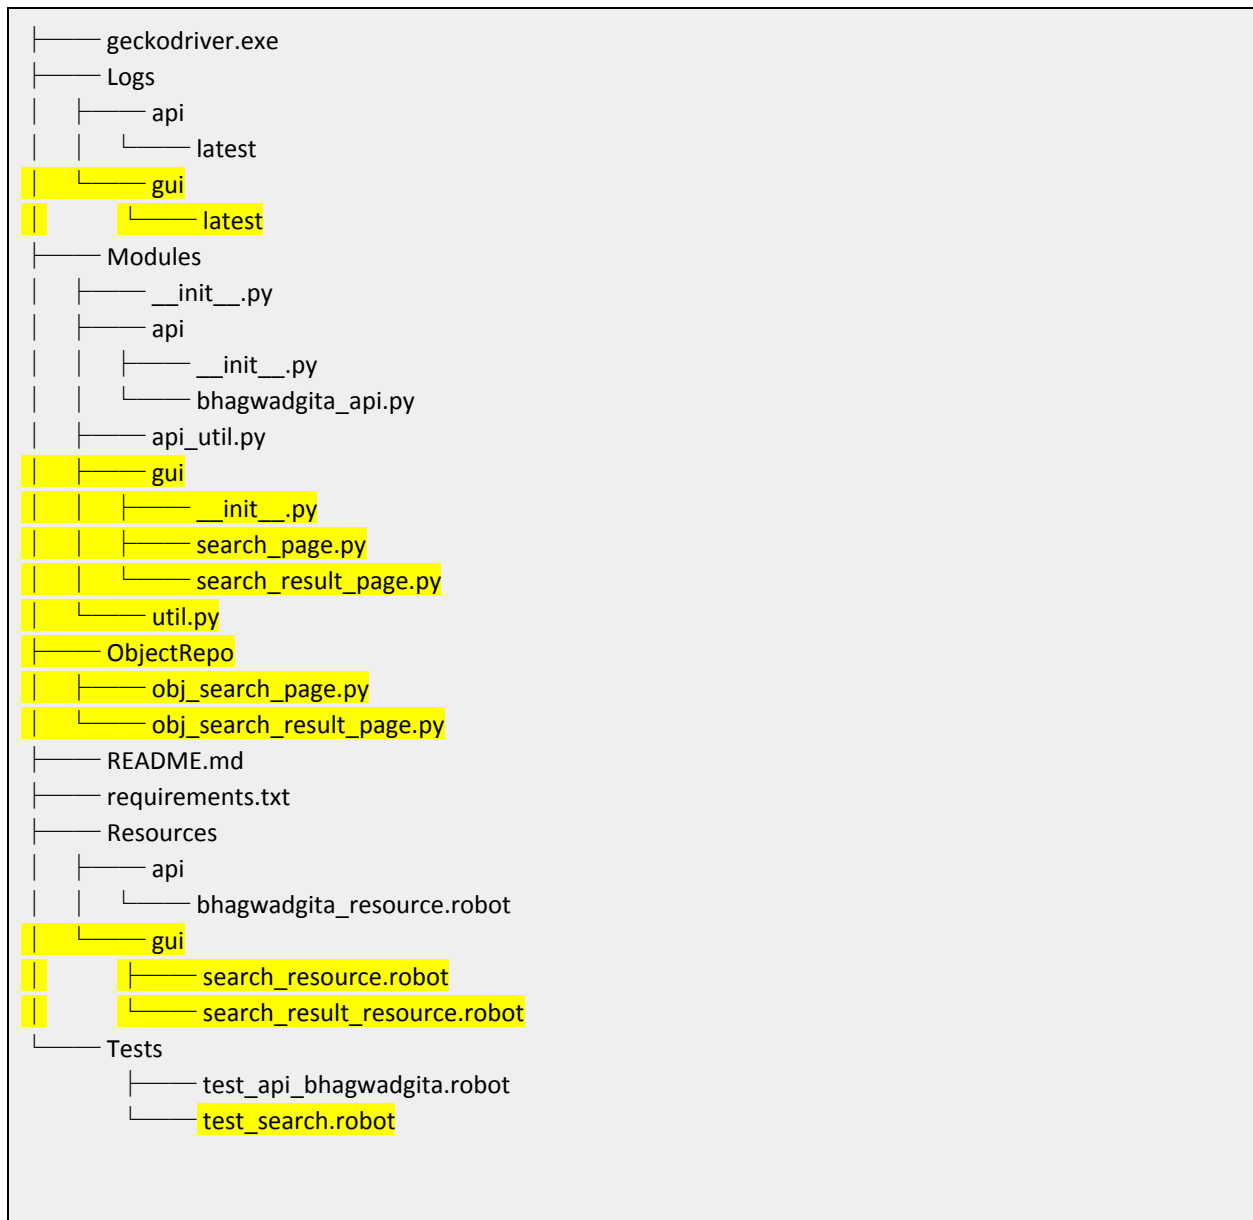 ├──── geckodriver.exe
├──── Logs
│ ├──── api
│ │ └──── latest
│ └──── gui
│ └──── latest
├──── Modules
│ ├──── __init__.py
│ ├──── api
│ │ ├──── __init__.py
│ │ └──── bhagwadgita_api.py
│ ├──── api_util.py
│ ├──── gui
│ │ ├──── __init__.py
│ │ ├──── search_page.py
│ │ └──── search_result_page.py
│ └──── util.py
├──── ObjectRepo
│ ├──── obj_search_page.py
│ └──── obj_search_result_page.py
├──── README.md
├──── requirements.txt
├──── Resources
│ ├──── api
│ │ └──── bhagwadgita_resource.robot
│ └──── gui
│ ├──── search_resource.robot
│ └──── search_result_resource.robot
└──── Tests
├──── test_api_bhagwadgita.robot
└──── test_search.robot